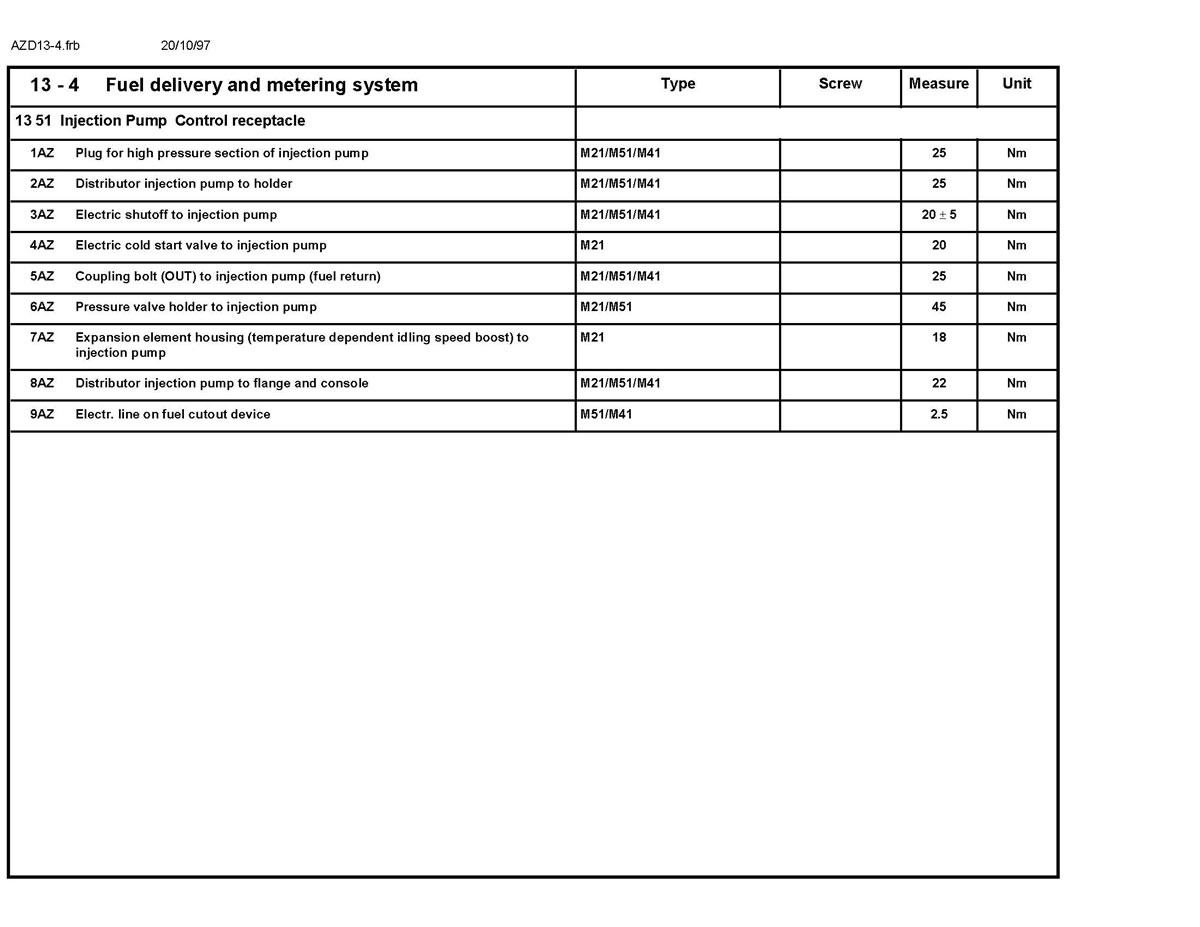 AZD13-4.frb 20/10/97
13 - 4 Fuel delivery and metering system Type Screw Measure Unit
13 51 Injection Pump Control receptacle
1AZ Plug for high pressure section of injection pump M21/M51/M41 25 Nm
2AZ Distributor injection pump to holder M21/M51/M41 25 Nm
3AZ Electric shutoff to injection pump M21/M51/M41 20 ± 5 Nm
4AZ Electric cold start valve to injection pump M21 20 Nm
5AZ Coupling bolt (OUT) to injection pump (fuel return) M21/M51/M41 25 Nm
6AZ Pressure valve holder to injection pump M21/M51 45 Nm
7AZ Expansion element housing (temperature dependent idling speed boost) to M21 18 Nm
injection pump
8AZ Distributor injection pump to flange and console M21/M51/M41 22 Nm
9AZ Electr. line on fuel cutout device M51/M41 2.5 Nm